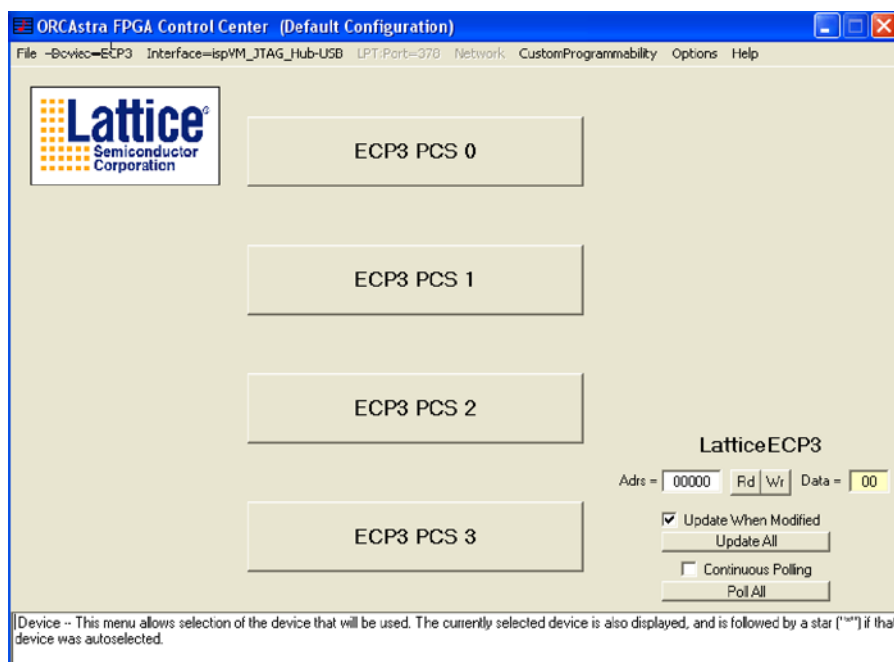 ORCAstra FPGA Control Center (Default Configuration)
File Device=ECP3 Interface=ispVM_JTAG_Hub-USB LPT:Port=378 Network CustomProgrammability Options Help
Lattice®
Semiconductor
Corporation
ECP3 PCS 0
ECP3 PCS 1
ECP3 PCS 2
ECP3 PCS 3
LatticeECP3
Adrs = 00000 Rd Wr Data = 00
Update When Modified
Update All
Continuous Polling
Poll All
Device -- This menu allows selection of the device that will be used. The currently selected device is also displayed, and is followed by a star ("*") if that
device was autoselected.